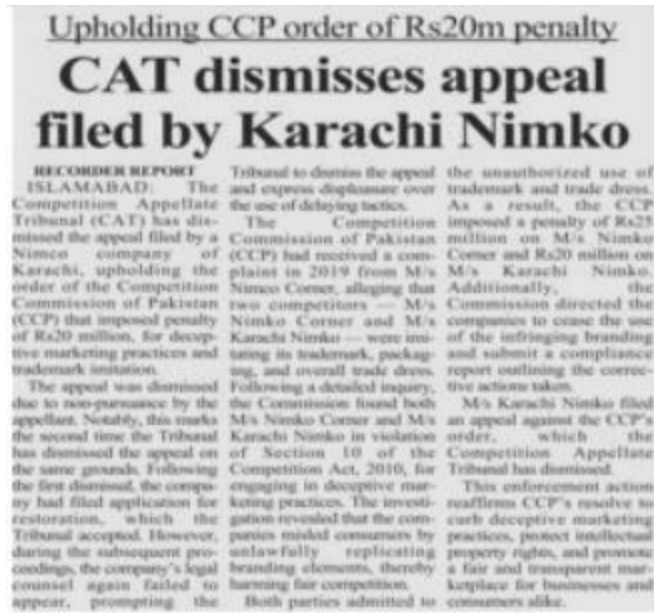 Upholding CCP order of Rs20m penalty
CAT dismisses appeal
filed by Karachi Nimko
RECORDER REPORT
ISLAMABAD: The
Competition Appellate
Tribunal (CAT) has dis-
missed the appeal filed by a
Nimco company of
Karachi, upholding the
order of the Competition
Commission of Pakistan
(CCP) that imposed penalty
of Rs20 million, for decep-
tive marketing practices and
trademark imitation.
The appeal was dismissed
due to non-pursuance by the
appellant. Notably, this marks
the second time the Tribunal
has dismissed the appeal on
the same grounds. Following
the first dismissal, the compa-
ny had filed application for
restoration, which the
Tribunal accepted. However,
during the subsequent pro-
ceedings, the company's legal
counsel again failed to
appear, prompting the
Tribunal to dismiss the appeal
and express displeasure over
the use of delaying tactics.
The Competition
Commission of Pakistan
(CCP) had received a com-
plaint in 2019 from M/s
Nimco Corner, alleging that
two competitors — M/s
Nimko Corner and M/s
Karachi Nimko — were imi-
tating its trademark, packag-
ing, and overall trade dress.
Following a detailed inquiry,
the Commission found both
M/s Nimko Corner and M/s
Karachi Nimko in violation
of Section 10 of the
Competition Act, 2010, for
engaging in deceptive mar-
keting practices. The investi-
gation revealed that the com-
panies misled consumers by
unlawfully replicating
branding elements, thereby
harming fair competition.
Both parties admitted to
the unauthorized use of
trademark and trade dress.
As a result, the CCP
imposed a penalty of Rs25
million on M/s Nimko
Corner and Rs20 million on
M/s Karachi Nimko.
Additionally, the
Commission directed the
companies to cease the use
of the infringing branding
and submit a compliance
report outlining the correc-
tive actions taken.
M/s Karachi Nimko filed
an appeal against the CCP's
order, which the
Competition Appellate
Tribunal has dismissed.
This enforcement action
reaffirms CCP's resolve to
curb deceptive marketing
practices, protect intellectual
property rights, and promote
a fair and transparent mar-
ketplace for businesses and
consumers alike.